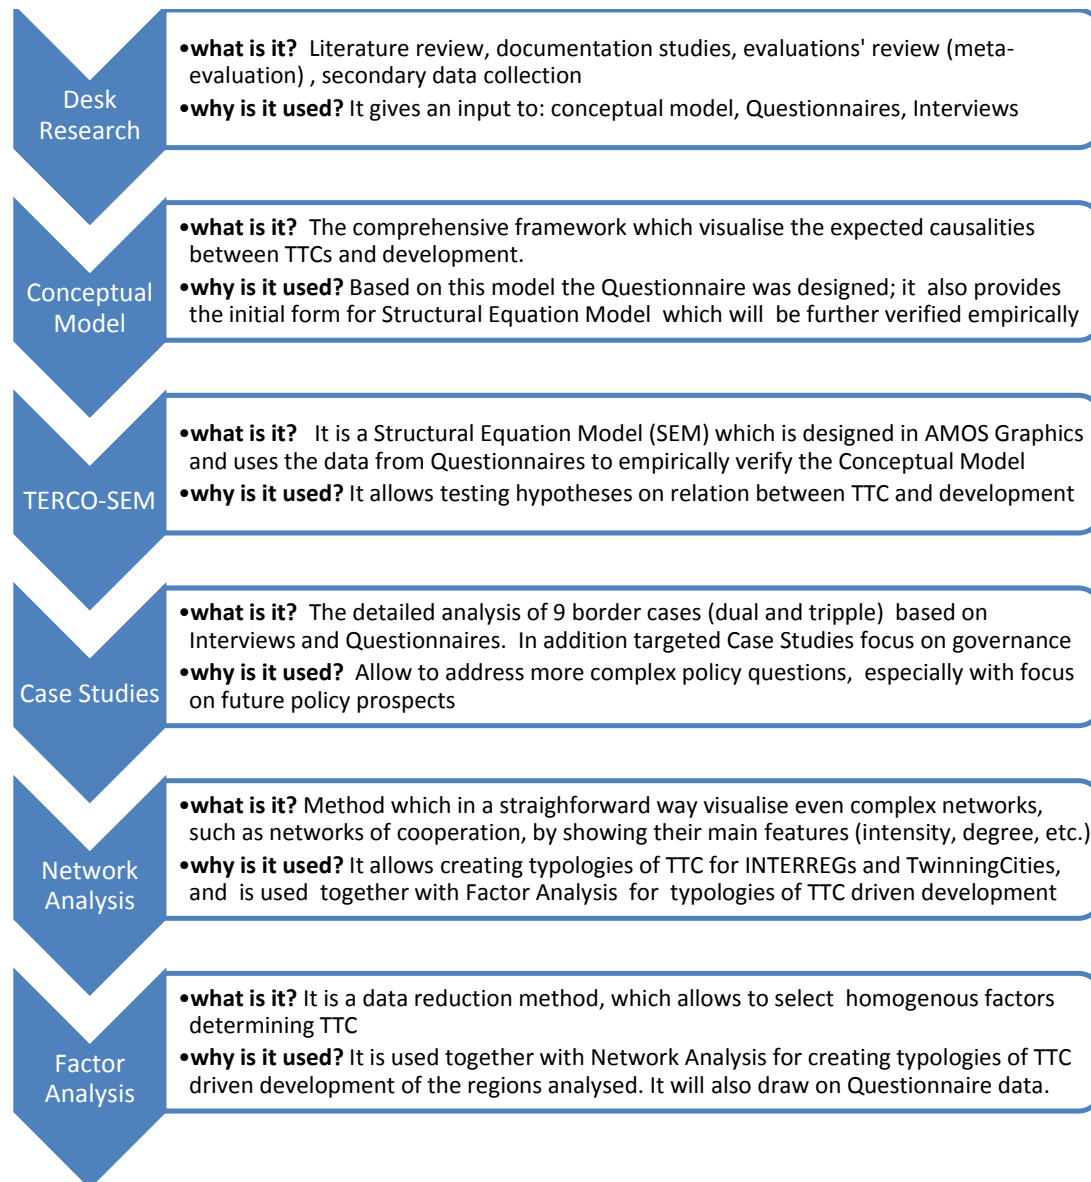 Desk
Research
•what is it? Literature review, documentation studies, evaluations' review (meta-
evaluation) , secondary data collection
•why is it used? It gives an input to: conceptual model, Questionnaires, Interviews
Conceptual
Model
•what is it? The comprehensive framework which visualise the expected causalities
between TTCs and development.
•why is it used? Based on this model the Questionnaire was designed; it also provides
the initial form for Structural Equation Model which will be further verified empirically
TERCO-SEM
•what is it? It is a Structural Equation Model (SEM) which is designed in AMOS Graphics
and uses the data from Questionnaires to empirically verify the Conceptual Model
•why is it used? It allows testing hypotheses on relation between TTC and development
Case Studies
•what is it? The detailed analysis of 9 border cases (dual and tripple) based on
Interviews and Questionnaires. In addition targeted Case Studies focus on governance
•why is it used? Allow to address more complex policy questions, especially with focus
on future policy prospects
Network
Analysis
•what is it? Method which in a straighforward way visualise even complex networks,
such as networks of cooperation, by showing their main features (intensity, degree, etc.)
•why is it used? It allows creating typologies of TTC for INTERREGs and TwinningCities,
and is used together with Factor Analysis for typologies of TTC driven development
Factor
Analysis
•what is it? It is a data reduction method, which allows to select homogenous factors
determining TTC
•why is it used? It is used together with Network Analysis for creating typologies of TTC
driven development of the regions analysed. It will also draw on Questionnaire data.